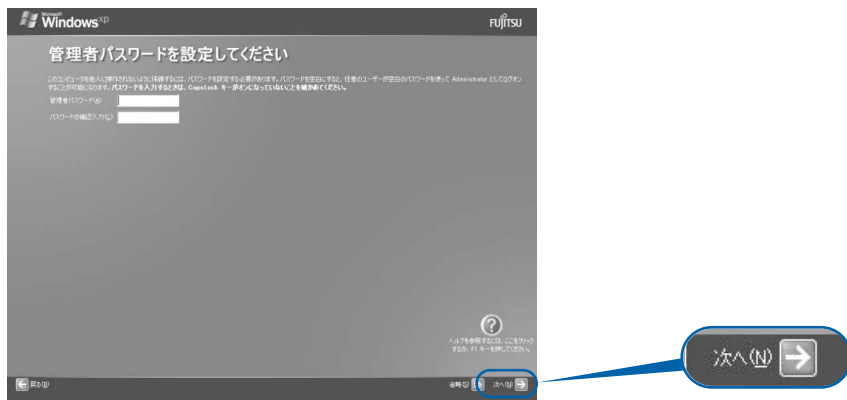 Microsoft
Windows xp
FUJITSU
管理者パスワードを設定してください
このコンピュータを他人に操作されないように保護するには、パスワードを設定する必要があります。パスワードを空白にすると、任意のユーザーが空白のパスワードを使って Administrator としてログオン
することが可能になります。パスワードを入力するときは、CapsLock キーがオンになっていないことを確かめてください。
管理者パスワード(A)
パスワードの確認入力(C)
ヘルプを参照するには、ここをクリック
するか、F1 キーを押してください。
戻る(B)
省略(S)
次へ(N)
次へ(N)